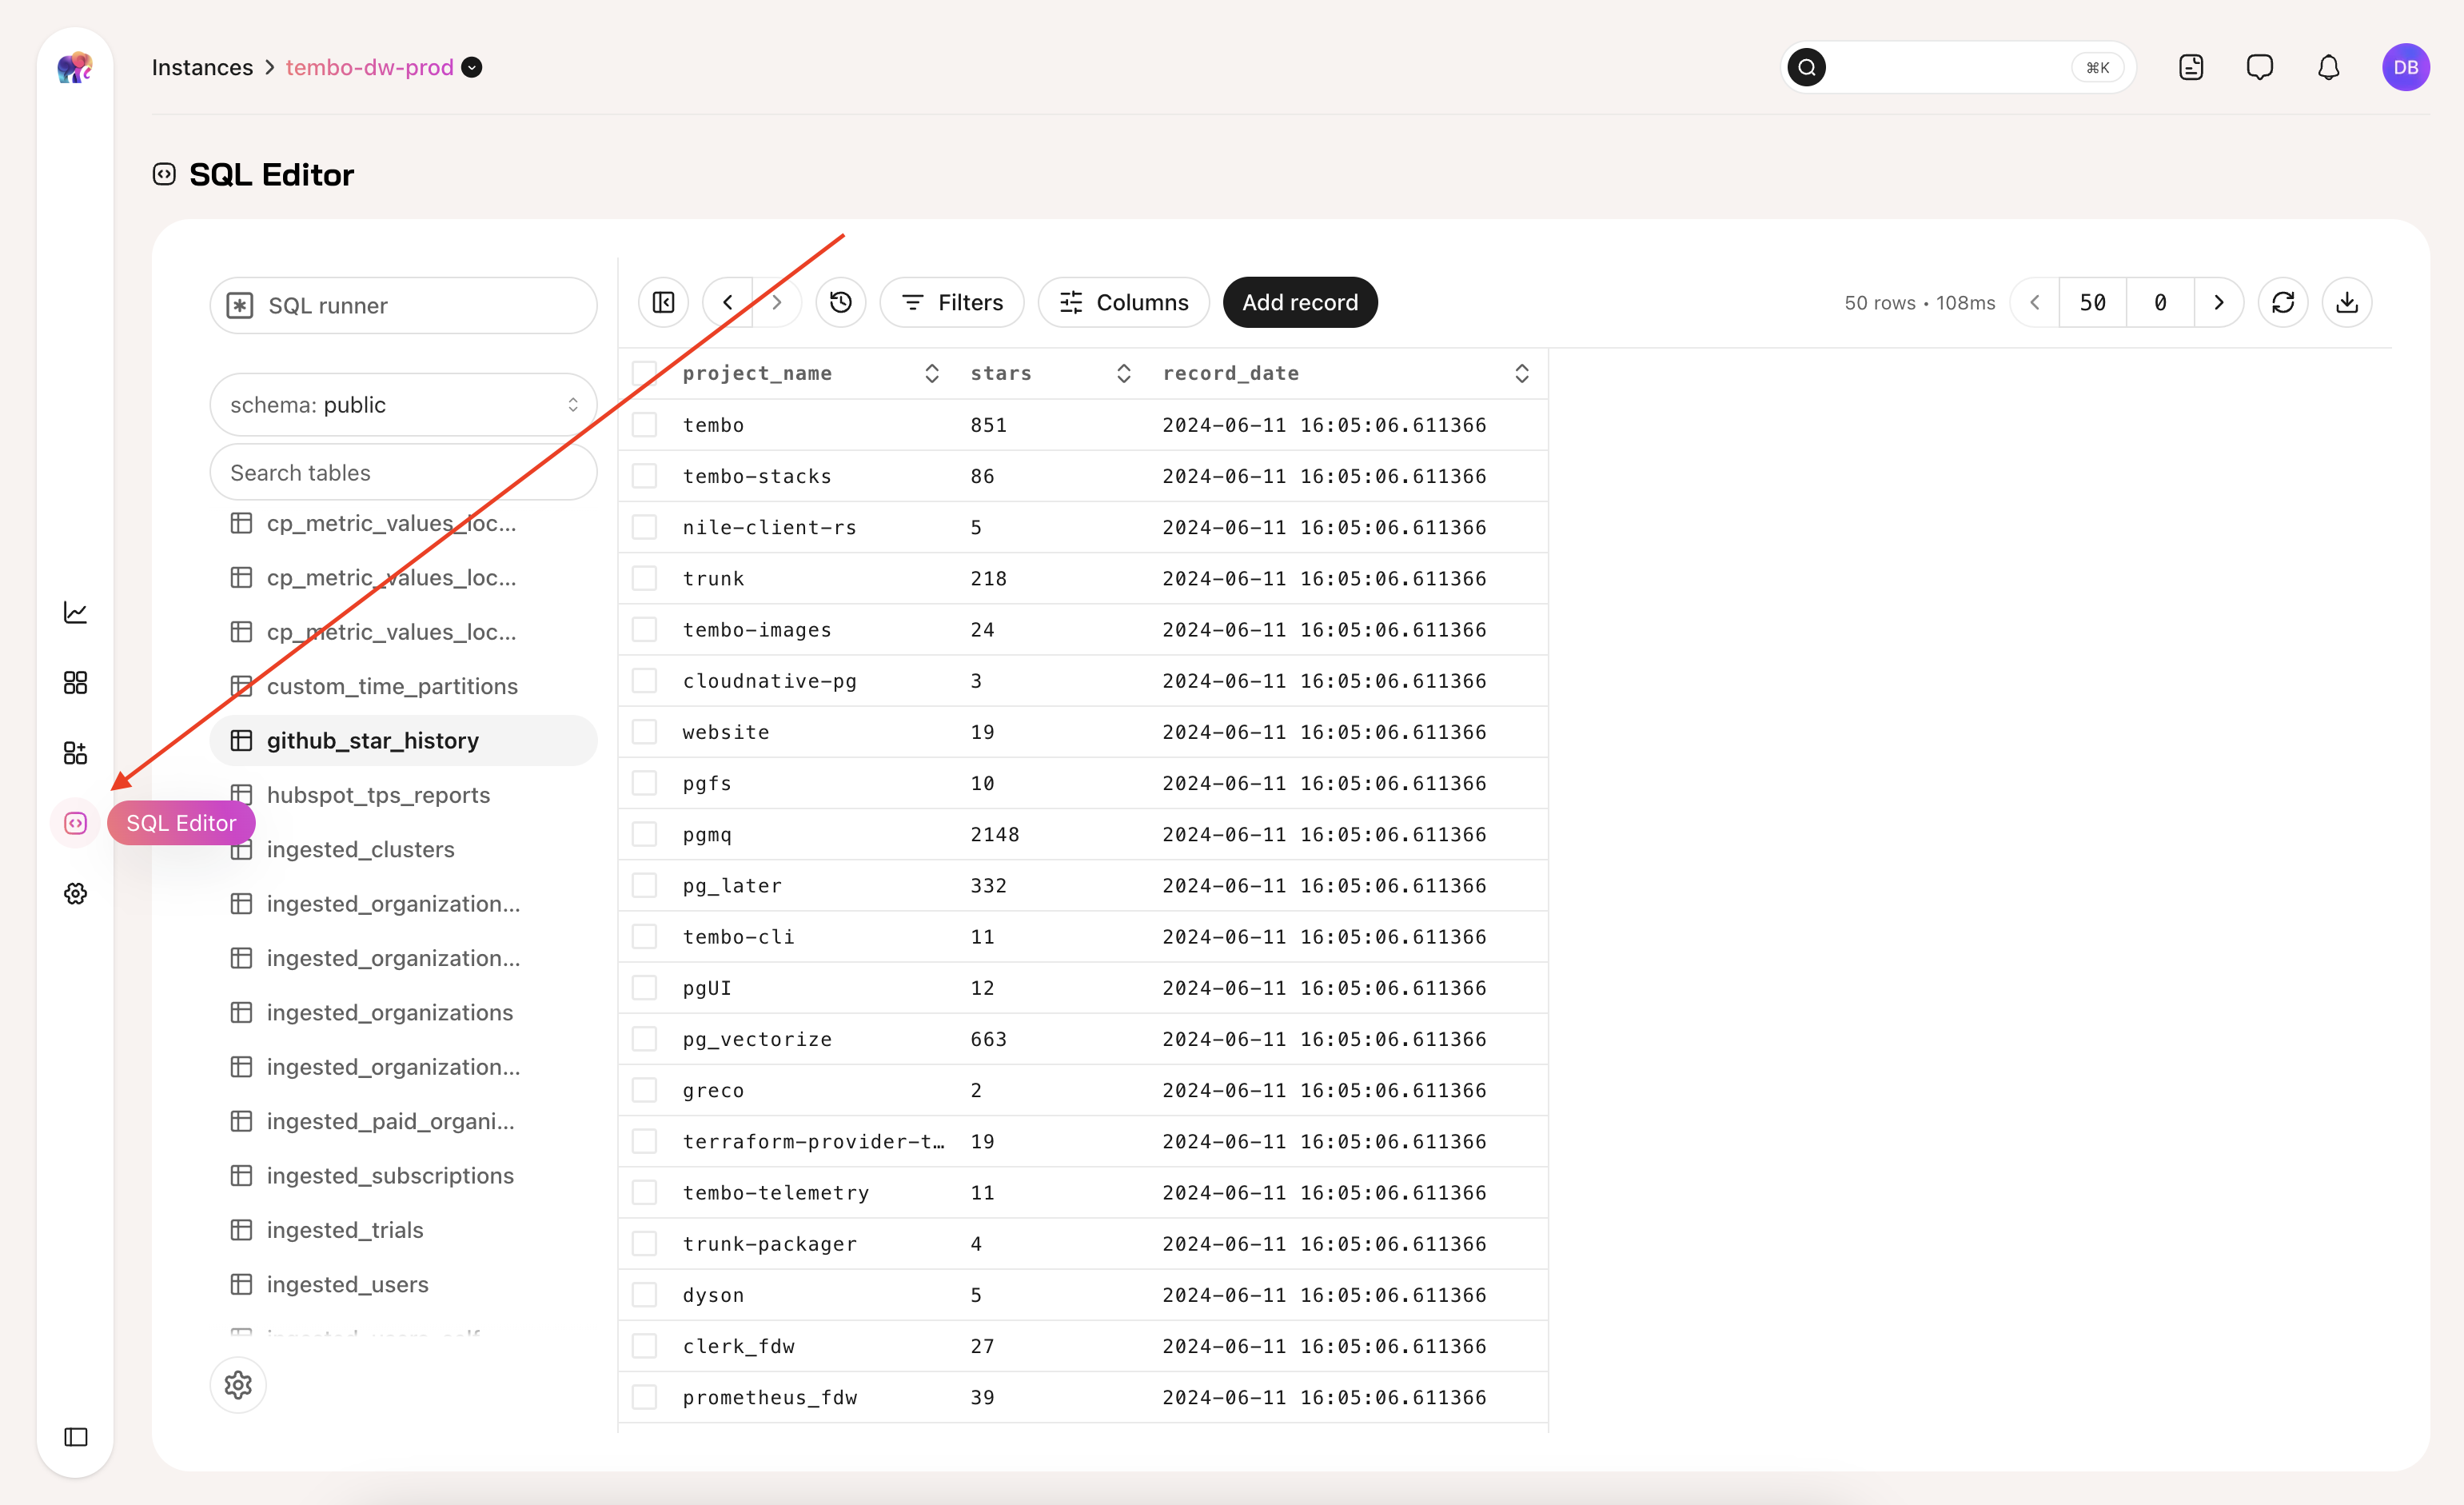 Instances > tembo-dw-prod
⌘K
DB
SQL Editor
SQL runner
Filters
Columns
Add record
50 rows • 108ms
50
0
schema: public
Search tables
cp_metric_values_loc...
cp_metric_values_loc...
cp_metric_values_loc...
custom_time_partitions
github_star_history
hubspot_tps_reports
SQL Editor
ingested_clusters
ingested_organization...
ingested_organization...
ingested_organizations
ingested_organization...
ingested_paid_organi...
ingested_subscriptions
ingested_trials
ingested_users
project_name stars record_date
tembo 851 2024-06-11 16:05:06.611366
tembo-stacks 86 2024-06-11 16:05:06.611366
nile-client-rs 5 2024-06-11 16:05:06.611366
trunk 218 2024-06-11 16:05:06.611366
tembo-images 24 2024-06-11 16:05:06.611366
cloudnative-pg 3 2024-06-11 16:05:06.611366
website 19 2024-06-11 16:05:06.611366
pgfs 10 2024-06-11 16:05:06.611366
pgmq 2148 2024-06-11 16:05:06.611366
pg_later 332 2024-06-11 16:05:06.611366
tembo-cli 11 2024-06-11 16:05:06.611366
pgUI 12 2024-06-11 16:05:06.611366
pg_vectorize 663 2024-06-11 16:05:06.611366
greco 2 2024-06-11 16:05:06.611366
terraform-provider-t… 19 2024-06-11 16:05:06.611366
tembo-telemetry 11 2024-06-11 16:05:06.611366
trunk-packager 4 2024-06-11 16:05:06.611366
dyson 5 2024-06-11 16:05:06.611366
clerk_fdw 27 2024-06-11 16:05:06.611366
prometheus_fdw 39 2024-06-11 16:05:06.611366